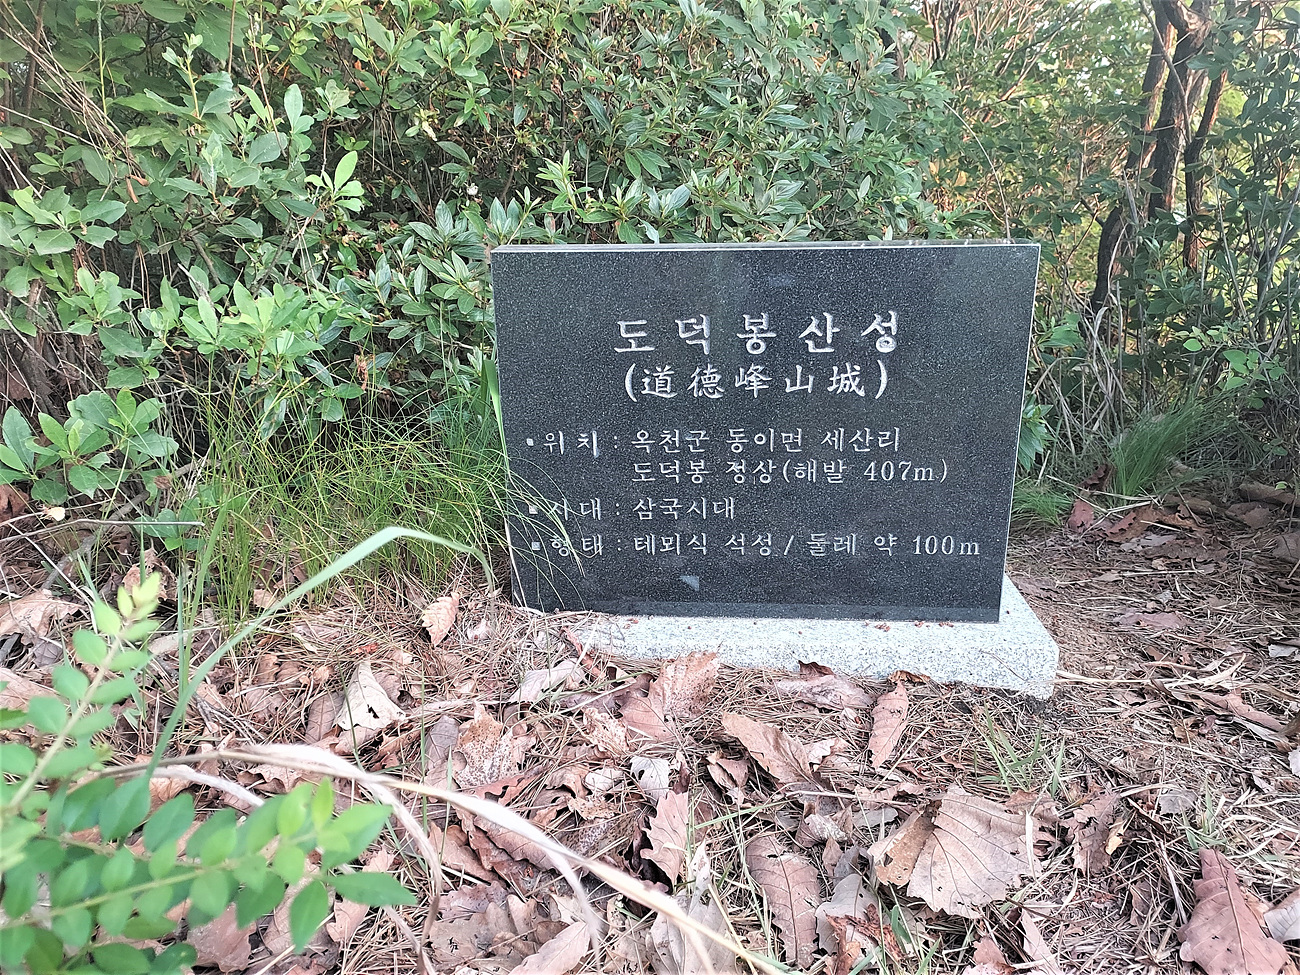 도덕봉산성
(道德峰山城)
▪위치 : 옥천군 동이면 세산리
도덕봉 정상(해발 407m)
▪시대 : 삼국시대
▪형태 : 테뫼식 석성 / 둘레 약 100m